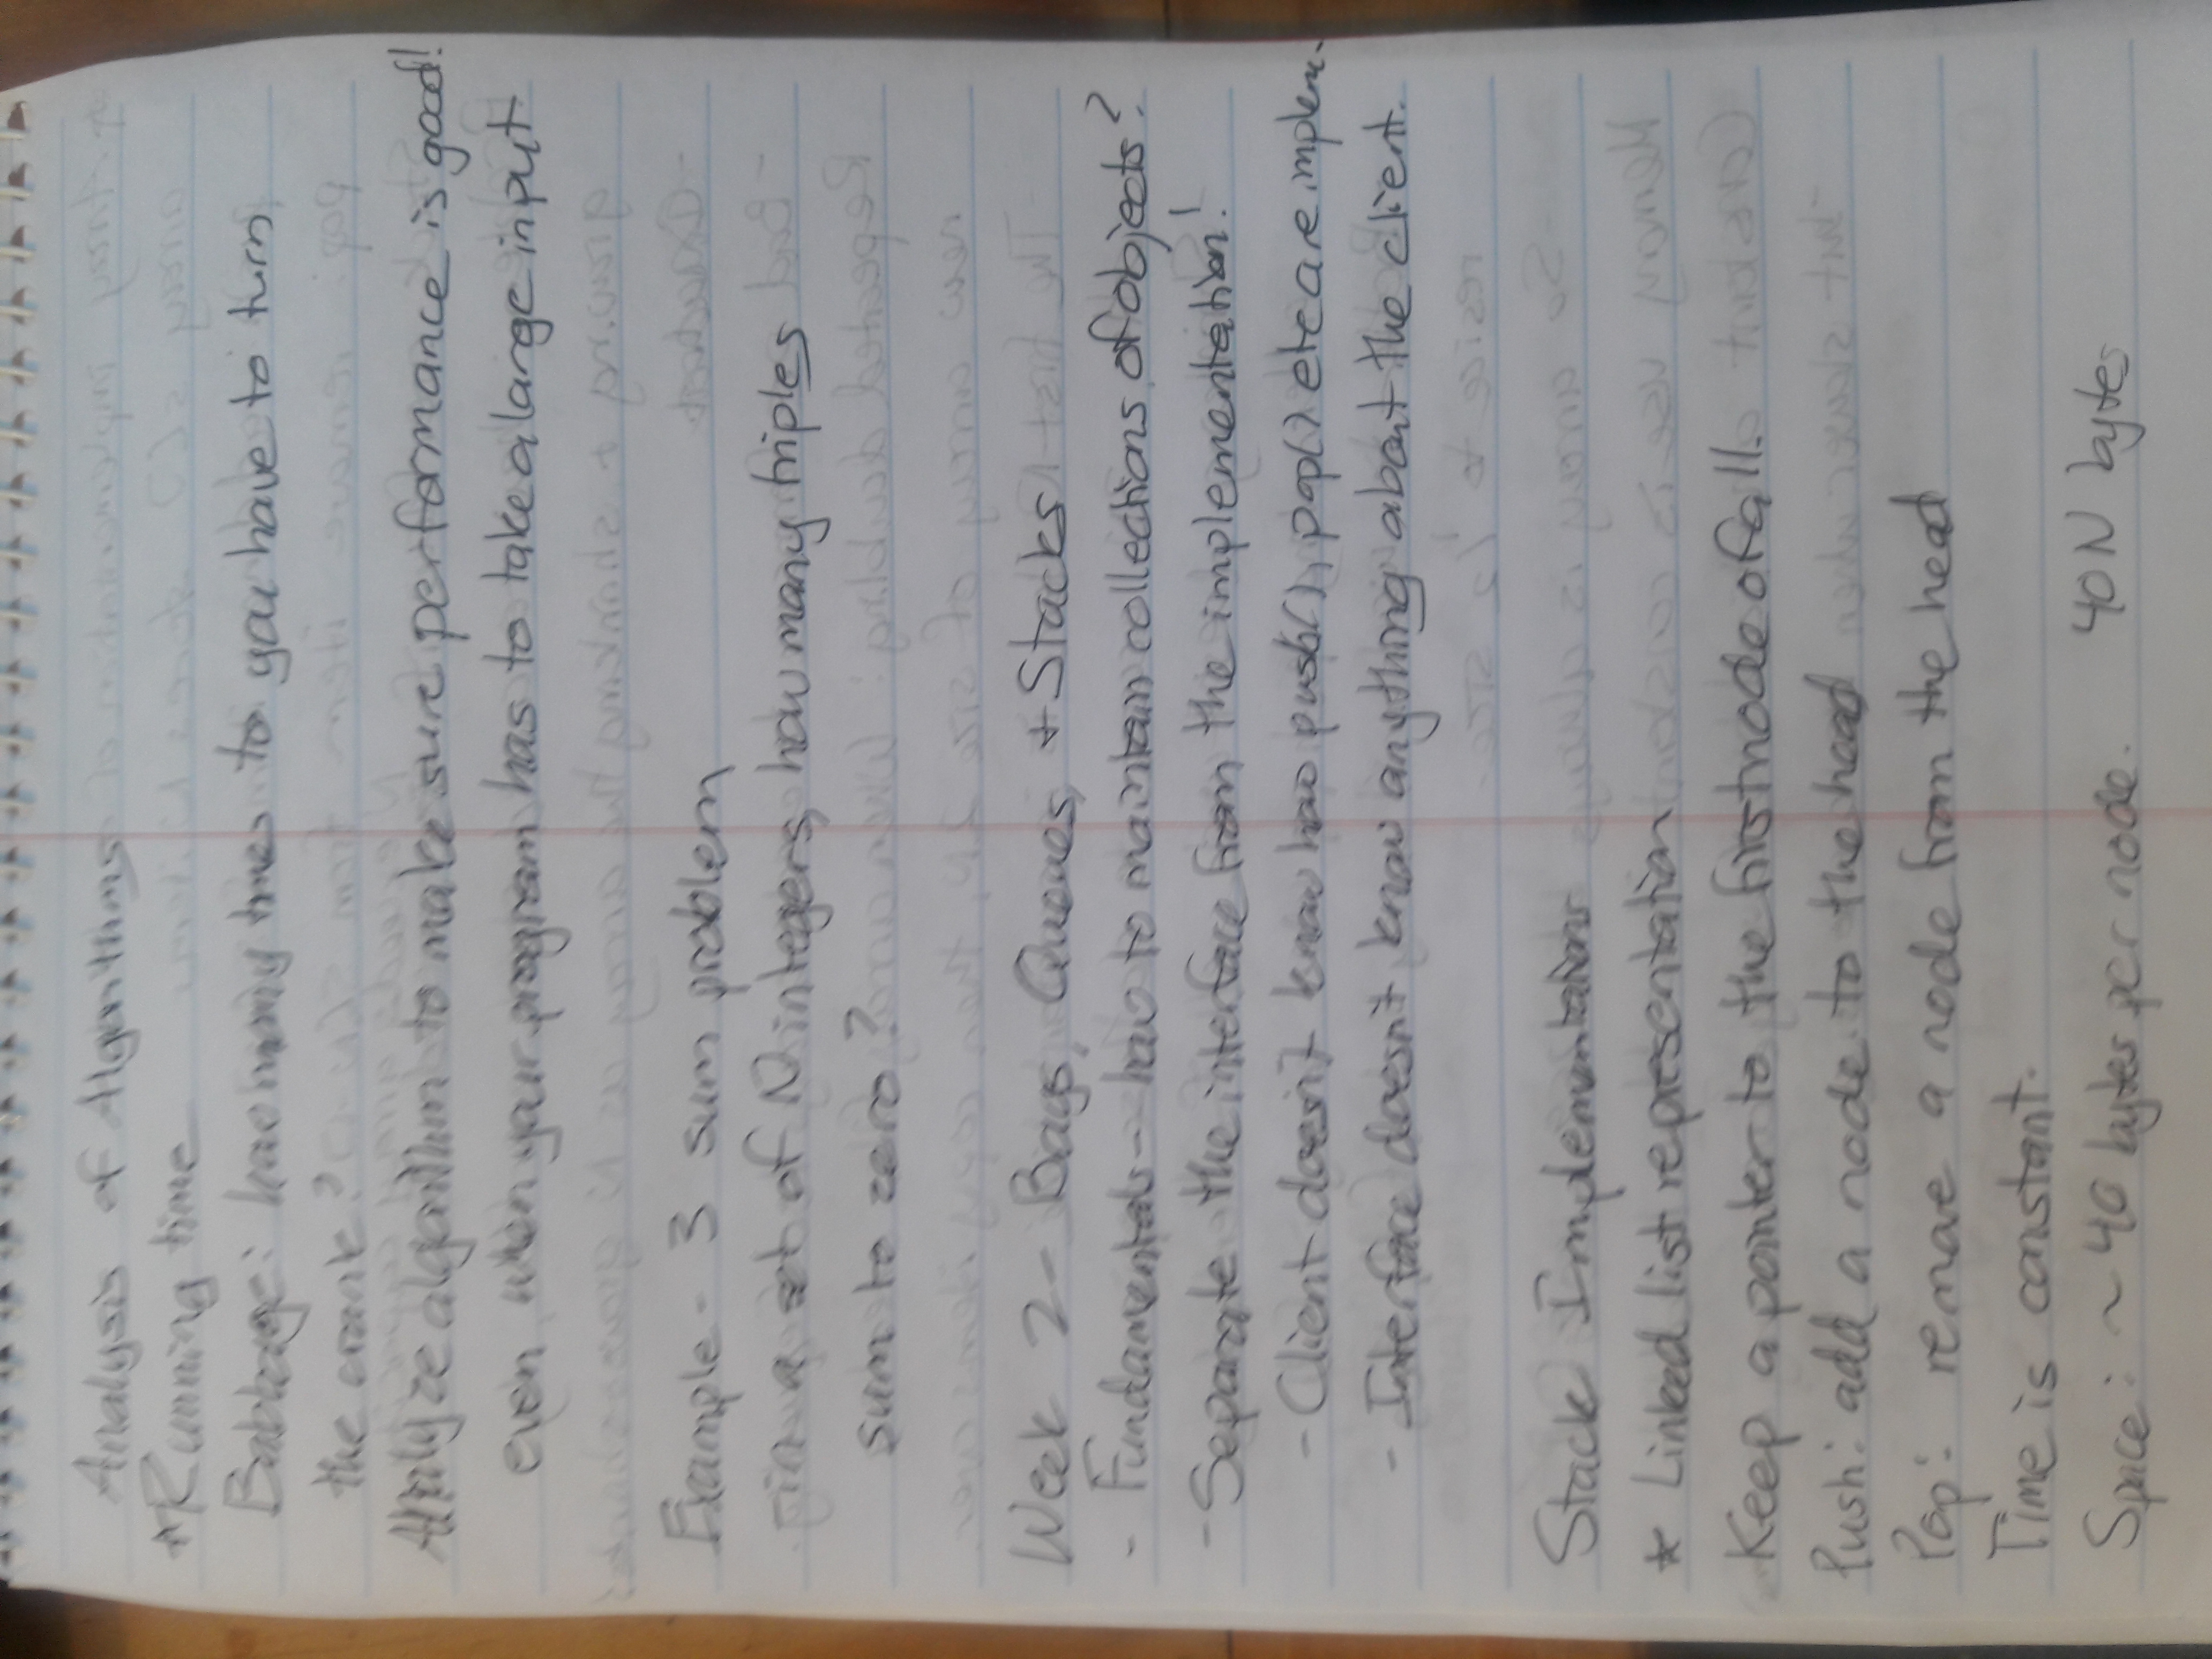 Analysis of Algorithms
* Running time
Babbage: how many times to you have to turn
the crank?
Analyze algorithm to make sure performance is good!
even when your program has to take a large input
Example - 3 sum problem
- in a set of N integers, how many triples
sum to zero?
Week 2 - Bags, Queues, + Stacks
- Fundamentals - how to maintain collections of objects?
- Separate the interface from the implementation!
- Client doesn't know how push(), pop() etc are implem.
- Interface doesn't know anything about the client.
Stack Implementations
* Linked list representation
Keep a pointer to the first node of all.
Push: add a node to the head
Pop: remove a node from the head
Time is constant.
Space: ~ 40 bytes per node. 40N bytes